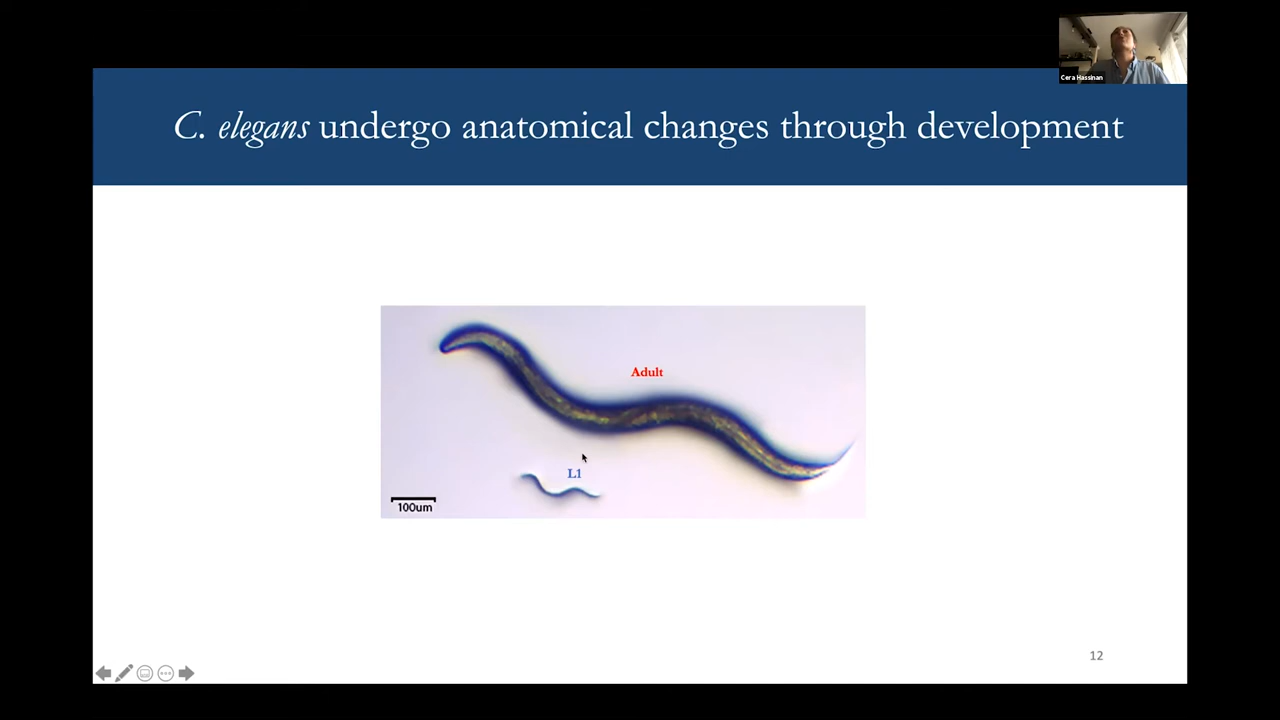 Cera Hassinan
C. elegans undergo anatomical changes through development
Adult
L1
100um
12